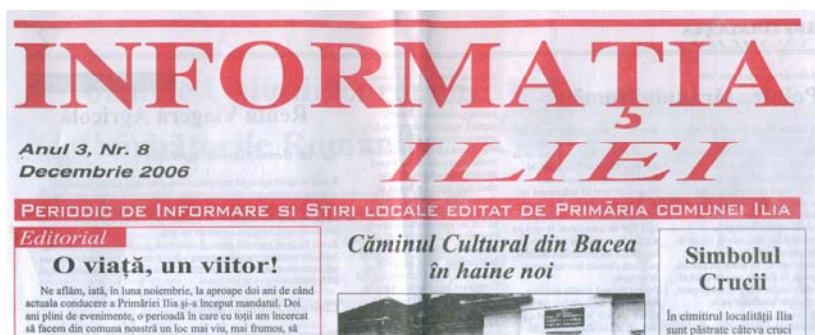 INFORMAŢIA
ILIEI
Anul 3, Nr. 8
Decembrie 2006
PERIODIC DE INFORMARE SI STIRI LOCALE EDITAT DE PRIMĂRIA COMUNEI ILIA
Editorial
O viaţă, un viitor!
Ne aflăm, iată, în luna noiembrie, la aproape doi ani de când
actuala conducere a Primăriei Ilia şi-a început mandatul. Doi
ani plini de evenimente, o perioadă în care cu toţii am încercat
să facem din comuna noastră un loc mai viu, mai frumos, să
Căminul Cultural din Bacea
în haine noi
Simbolul
Crucii
În cimitirul localităţii Ilia
sunt păstrate câteva cruci